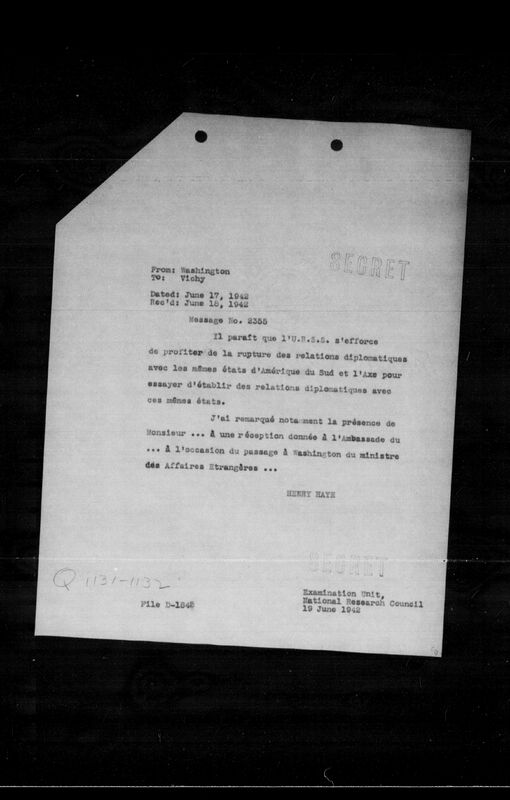 SECRET
From: Washington
To: Vichy
Dated: June 17, 1942
Rec'd: June 18, 1942
Message No. 2355
Il paraît que l'U.R.S.S. s'efforce
de profiter de la rupture des relations diplomatiques
avec les mêmes états d'Amérique du Sud et l'Axe pour
essayer d'établir des relations diplomatiques avec
ces mêmes états.
J'ai remarqué notamment la présence de
Monsieur ... à une réception donnée à l'Ambassade du
... à l'occasion du passage à Washington du ministre
des Affaires Etrangères ...
HENRY HAYE
SECRET
Q 1131-1132
File D-1848
Examination Unit,
National Research Council
19 June 1942